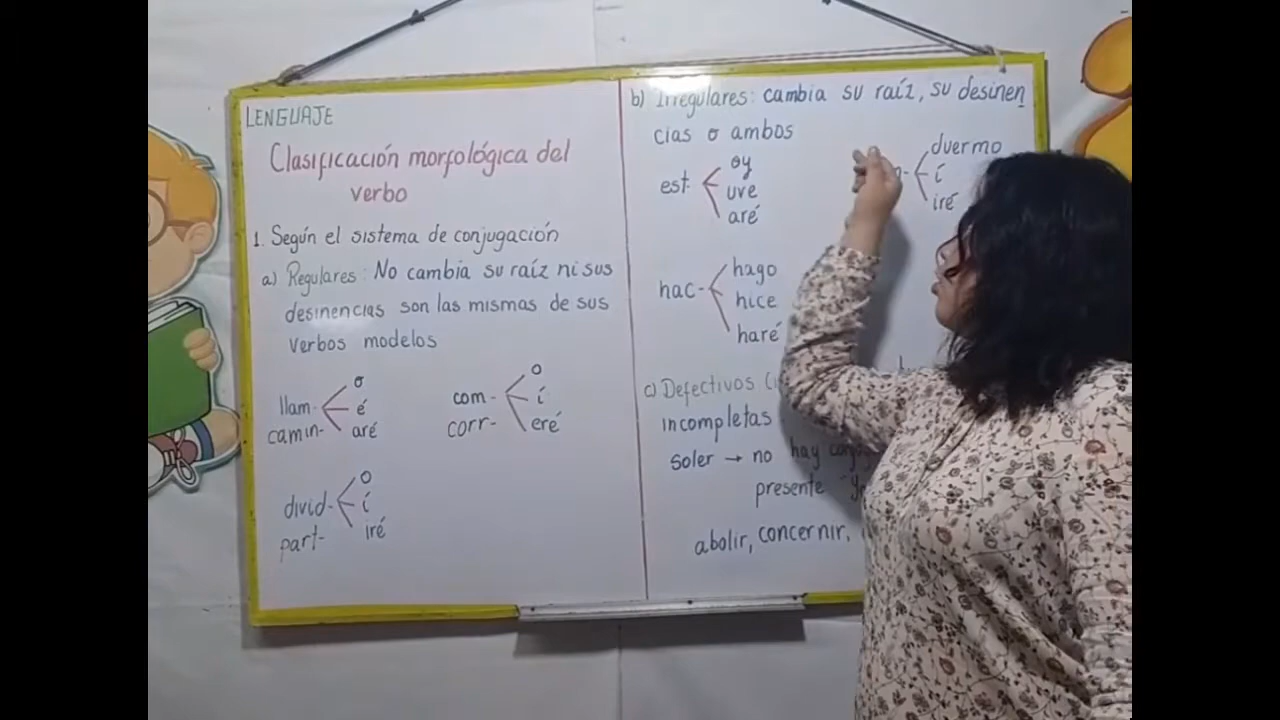 LENGUAJE
Clasificación morfológica del
verbo
1. Según el sistema de conjugación
a) Regulares: No cambia su raíz ni sus
desinencias son las mismas de sus
verbos modelos
llam- o
camin- é
aré
com- o
corr- í
eré
divid- o
part- í
iré
b) Irregulares: cambia su raíz, su desinen
cias o ambos
est- oy
uve
aré
duermo
í
iré
hac- hago
hice
haré
c) Defectivos
incompletas
soler → no hay
presente
abolir, concernir,